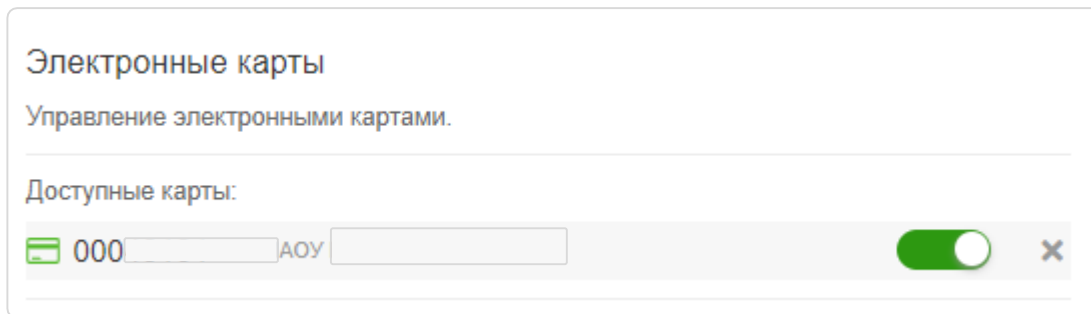 Электронные карты
Управление электронными картами.
Доступные карты:
000 АОУ